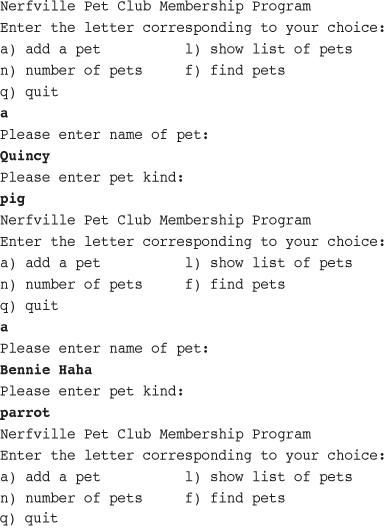 Nerfville Pet Club Membership Program
Enter the letter corresponding to your choice:
a) add a pet          l) show list of pets
n) number of pets     f) find pets
q) quit
a
Please enter name of pet:
Quincy
Please enter pet kind:
pig
Nerfville Pet Club Membership Program
Enter the letter corresponding to your choice:
a) add a pet          l) show list of pets
n) number of pets     f) find pets
q) quit
a
Please enter name of pet:
Bennie Haha
Please enter pet kind:
parrot
Nerfville Pet Club Membership Program
Enter the letter corresponding to your choice:
a) add a pet          l) show list of pets
n) number of pets     f) find pets
q) quit